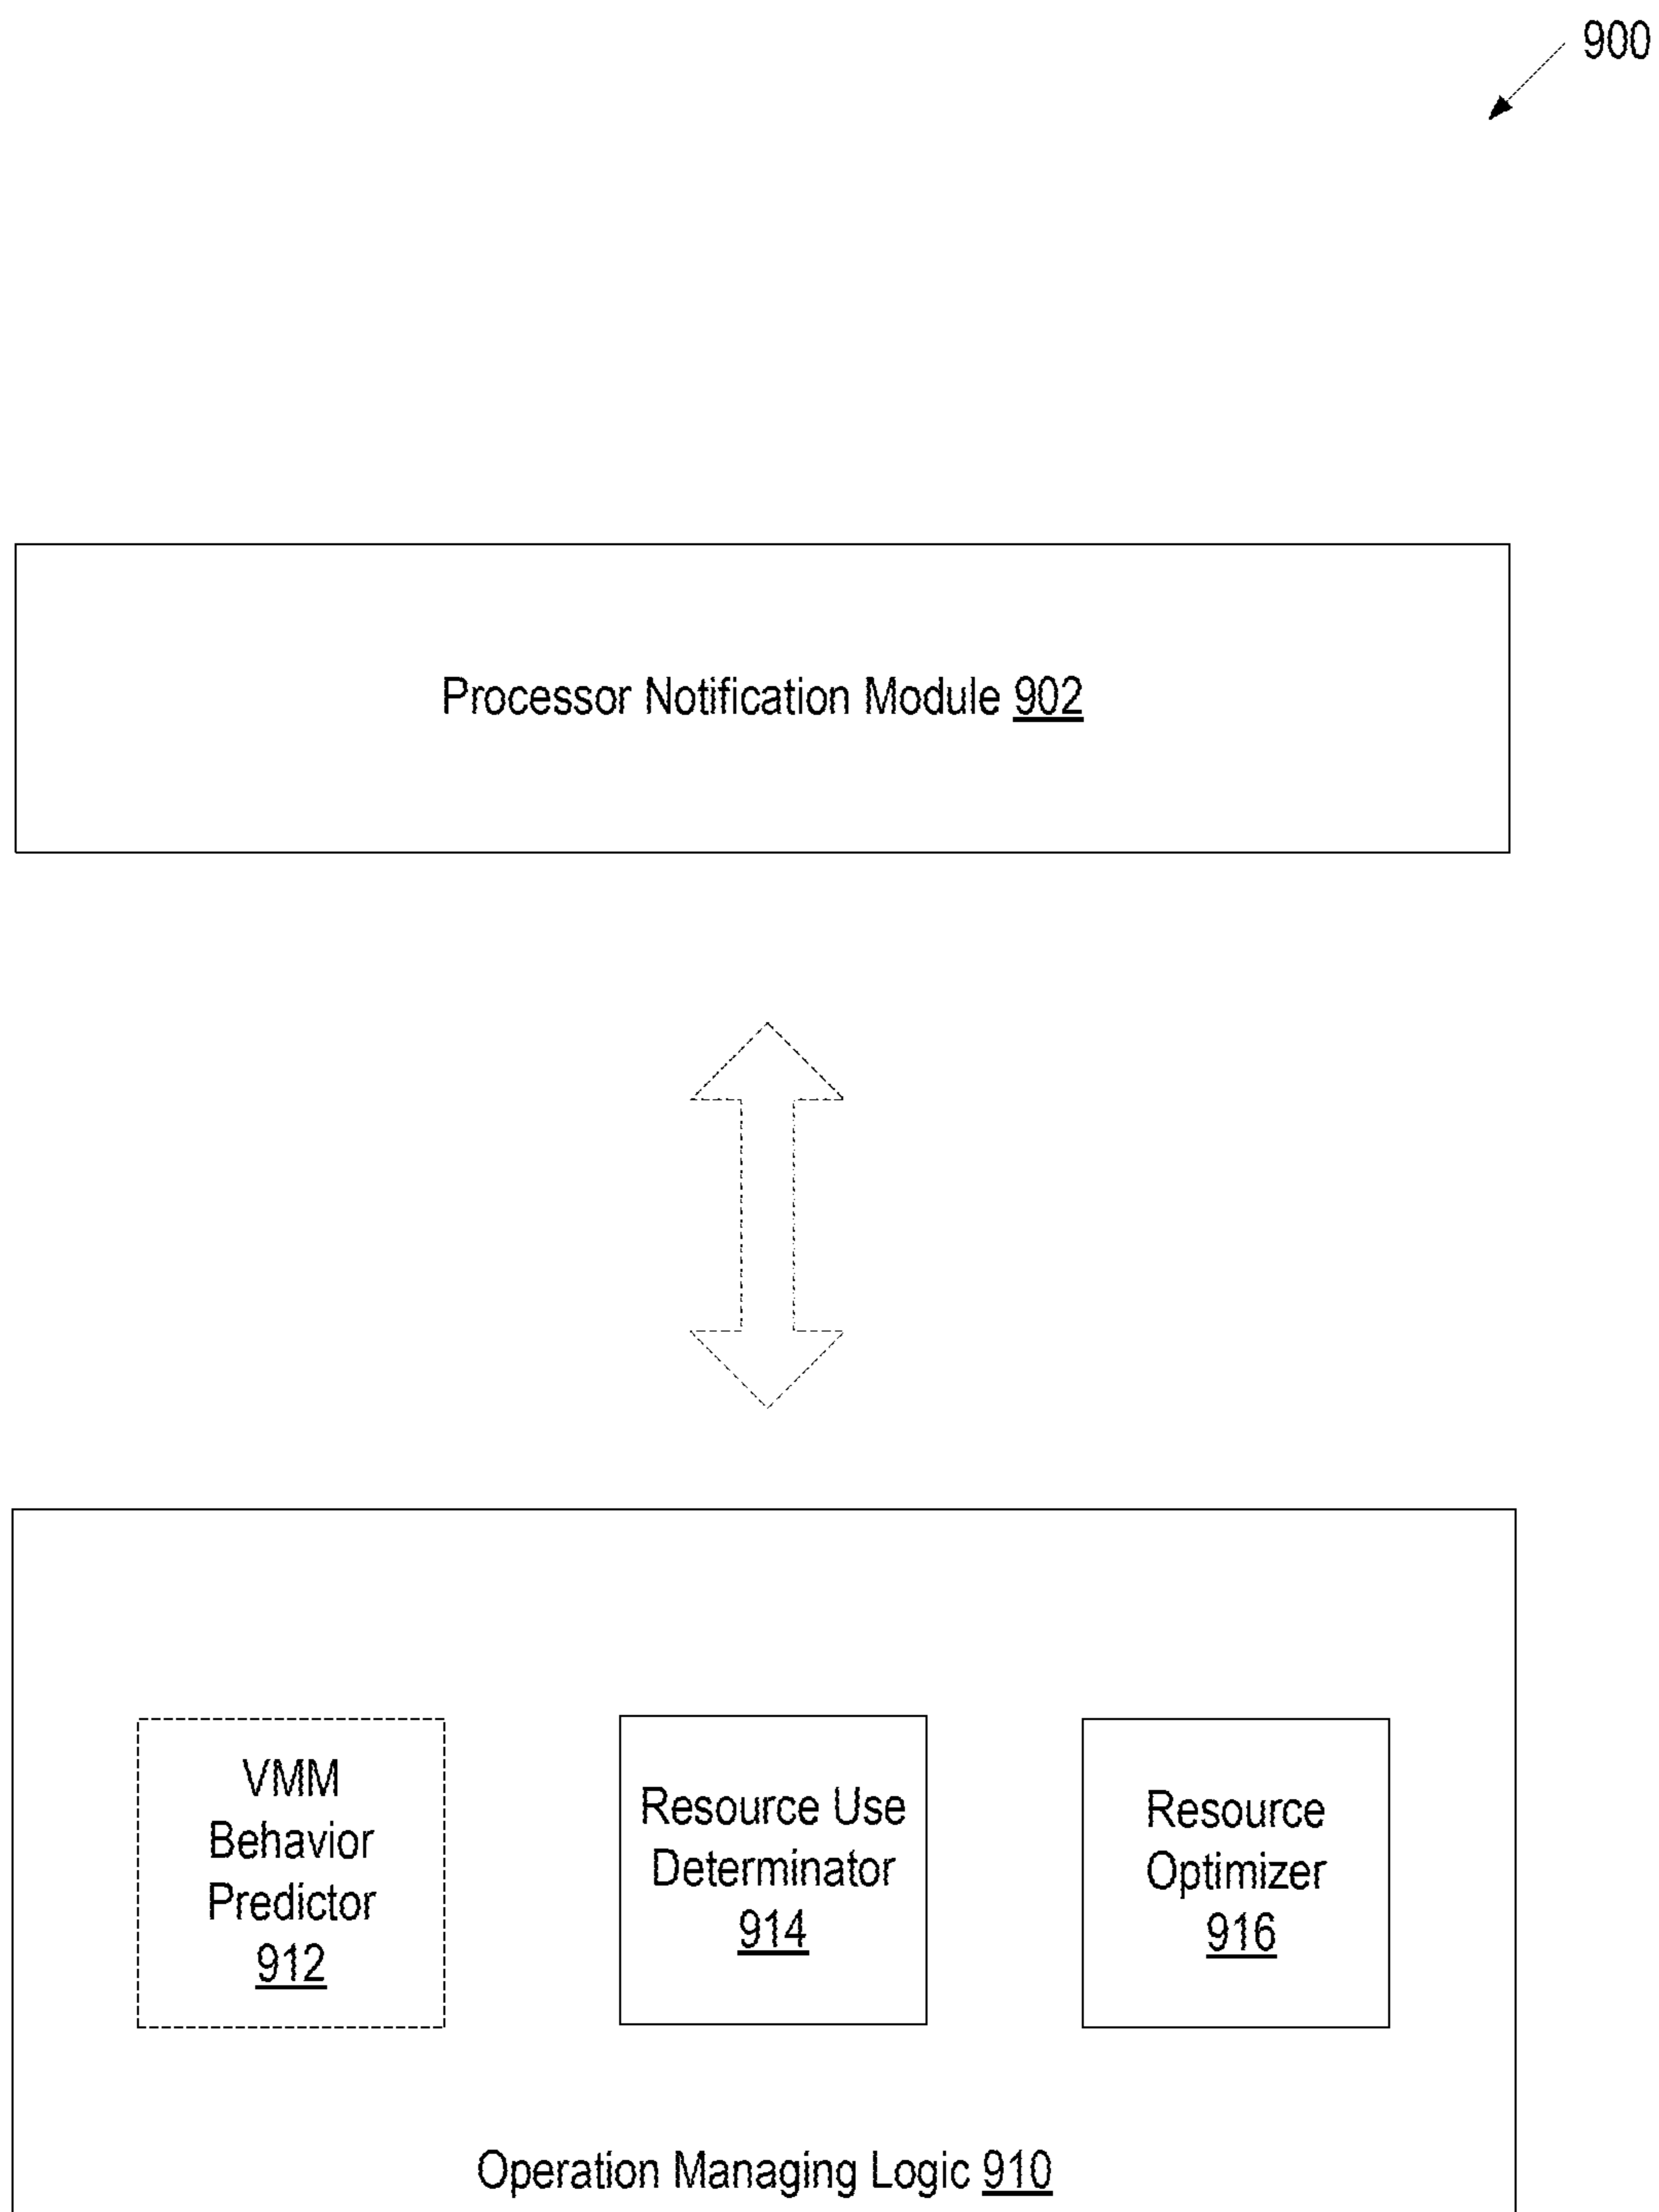 900
Processor Notification Module 902
VMM
Behavior
Predictor
912
Resource Use
Determinator
914
Resource
Optimizer
916
Operation Managing Logic 910